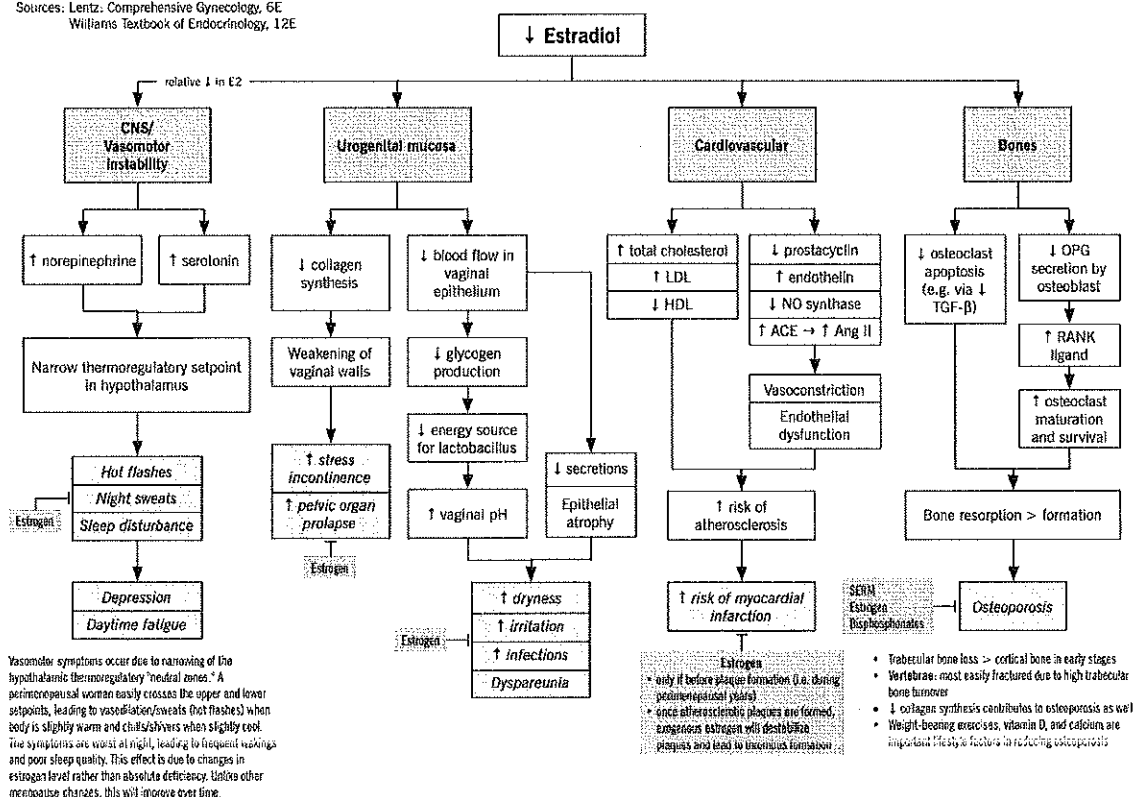 Sources: Lentz: Comprehensive Gynecology, 6E
Williams Textbook of Endocrinology, 12E
↓ Estradiol
relative ↓ in E2
CNS/
Vasomotor
instability
↑ norepinephrine
↑ serotonin
Narrow thermoregulatory setpoint
in hypothalamus
Hot flashes
Night sweats
Sleep disturbance
Estrogen
Depression
Daytime fatigue
Vasomotor symptoms occur due to narrowing of the
hypothalamic thermoregulatory "neutral zones." A
perimenopausal woman easily crosses the upper and lower
setpoints, leading to vasodilation/sweats (hot flashes) when
body is slightly warm and chills/shivers when slightly cool.
The symptoms are worst at night, leading to frequent wakings
and poor sleep quality. This effect is due to changes in
estrogen level rather than absolute deficiency. Unlike other
menopause changes, this will improve over time.
Urogenital mucosa
↓ collagen
synthesis
Weakening of
vaginal walls
↑ stress
incontinence
↑ pelvic organ
prolapse
Estrogen
↓ blood flow in
vaginal
epithelium
↓ glycogen
production
↓ energy source
for lactobacillus
↑ vaginal pH
↓ secretions
Epithelial
atrophy
Estrogen
↑ dryness
↑ irritation
↑ infections
Dyspareunia
Cardiovascular
↑ total cholesterol
↑ LDL
↓ HDL
↓ prostacyclin
↑ endothelin
↓ NO synthase
↑ ACE → ↑ Ang II
Vasoconstriction
Endothelial
dysfunction
↑ risk of
atherosclerosis
↑ risk of myocardial
infarction
Estrogen
• only if before plaque formation (i.e. during
perimenopausal years)
• once atherosclerotic plaques are formed,
exogenous estrogen will destabilize
plaques and lead to thrombus formation
Bones
↓ osteoclast
apoptosis
(e.g. via ↓
TGF-β)
↓ OPG
secretion by
osteoblast
↑ RANK
ligand
↑ osteoclast
maturation
and survival
Bone resorption > formation
SERM
Estrogen
Bisphosphonates
Osteoporosis
• Trabecular bone loss > cortical bone in early stages
• Vertebrae: most easily fractured due to high trabecular
bone turnover
• ↓ collagen synthesis contributes to osteoporosis as well
• Weight-bearing exercises, vitamin D, and calcium are
important lifestyle factors in reducing osteoporosis